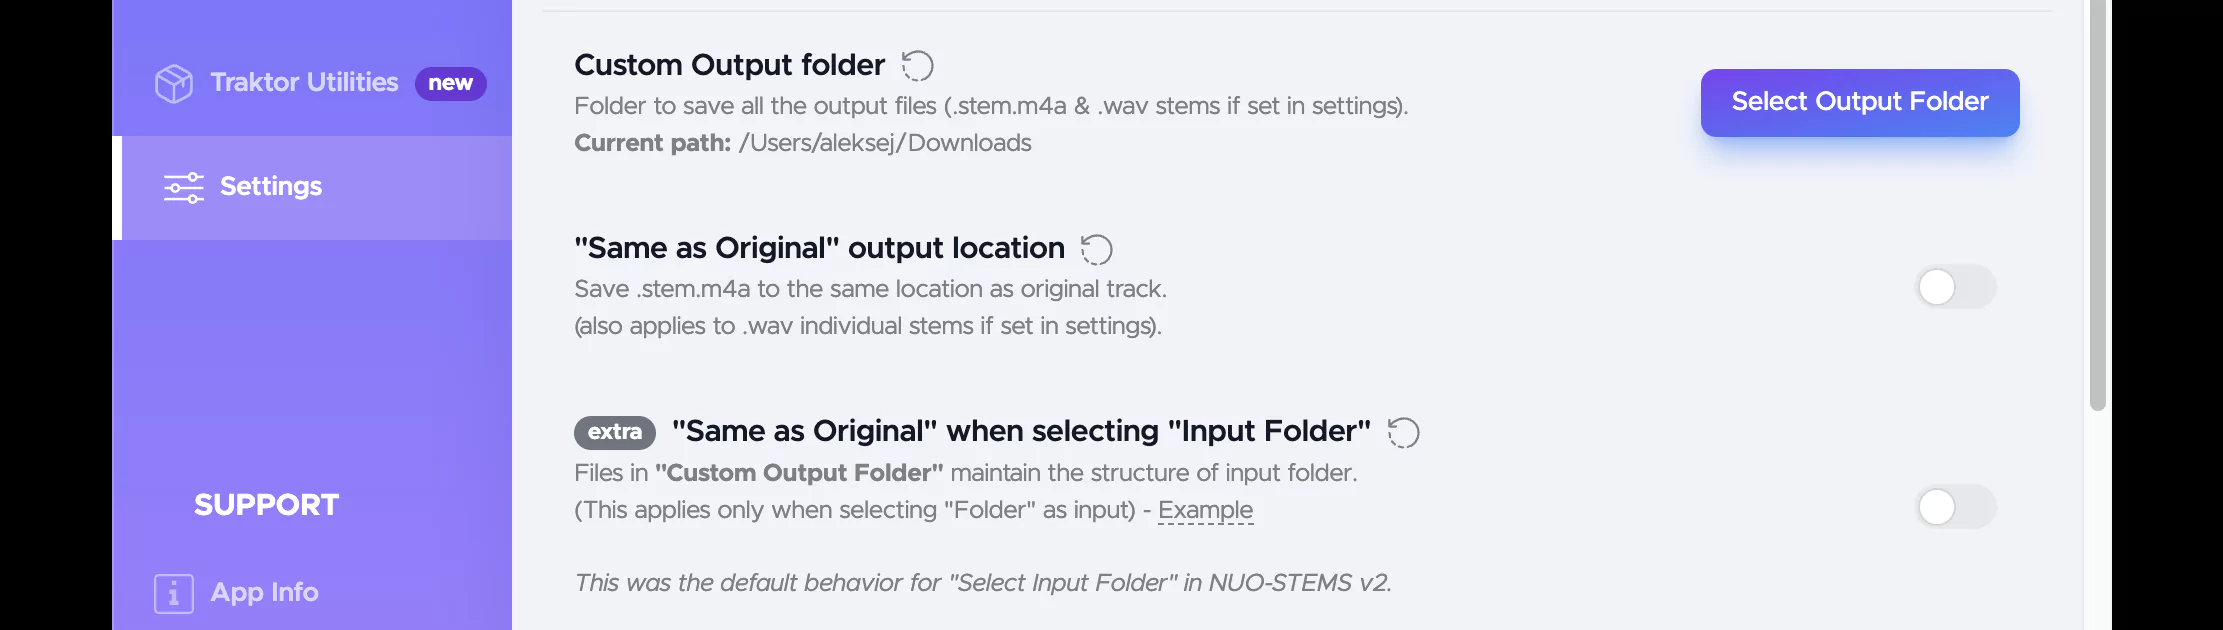 Traktor Utilities new
Settings
SUPPORT
App Info
Custom Output folder
Folder to save all the output files (.stem.m4a & .wav stems if set in settings).
Current path: /Users/aleksej/Downloads
Select Output Folder
"Same as Original" output location
Save .stem.m4a to the same location as original track.
(also applies to .wav individual stems if set in settings).
extra "Same as Original" when selecting "Input Folder"
Files in "Custom Output Folder" maintain the structure of input folder.
(This applies only when selecting "Folder" as input) - Example
This was the default behavior for "Select Input Folder" in NUO-STEMS v2.